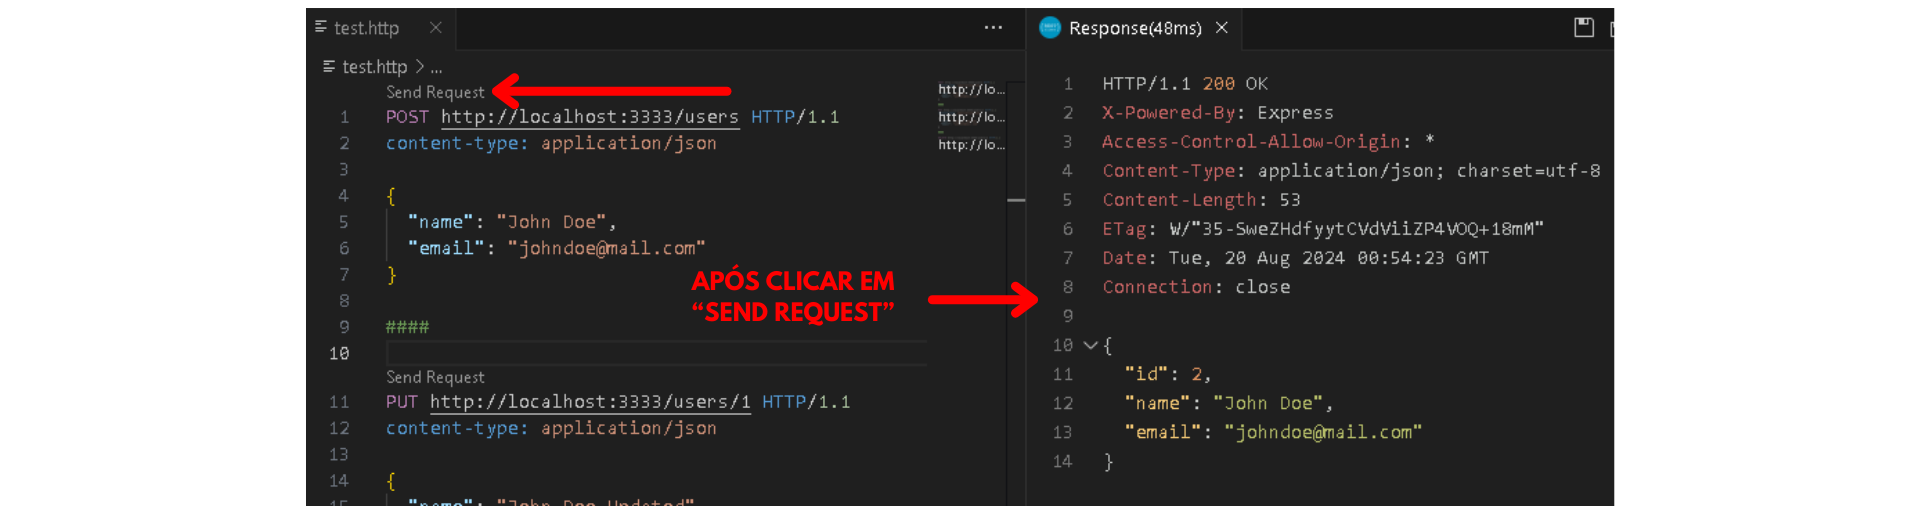 test.http
test.http > ...
Send Request
1 POST http://localhost:3333/users HTTP/1.1
2 content-type: application/json
3
4 {
5 "name": "John Doe",
6 "email": "johndoe@mail.com"
7 }
8
9 ####
10
Send Request
11 PUT http://localhost:3333/users/1 HTTP/1.1
12 content-type: application/json
13
14 {
15 "name": "John Doe Updated"
http://lo...
http://lo...
http://lo...
APÓS CLICAR EM
“SEND REQUEST”
Response(48ms)
1 HTTP/1.1 200 OK
2 X-Powered-By: Express
3 Access-Control-Allow-Origin: *
4 Content-Type: application/json; charset=utf-8
5 Content-Length: 53
6 ETag: W/"35-SweZHdfyytCVdViiZP4VOQ+18mM"
7 Date: Tue, 20 Aug 2024 00:54:23 GMT
8 Connection: close
9
10 {
11 "id": 2,
12 "name": "John Doe",
13 "email": "johndoe@mail.com"
14 }